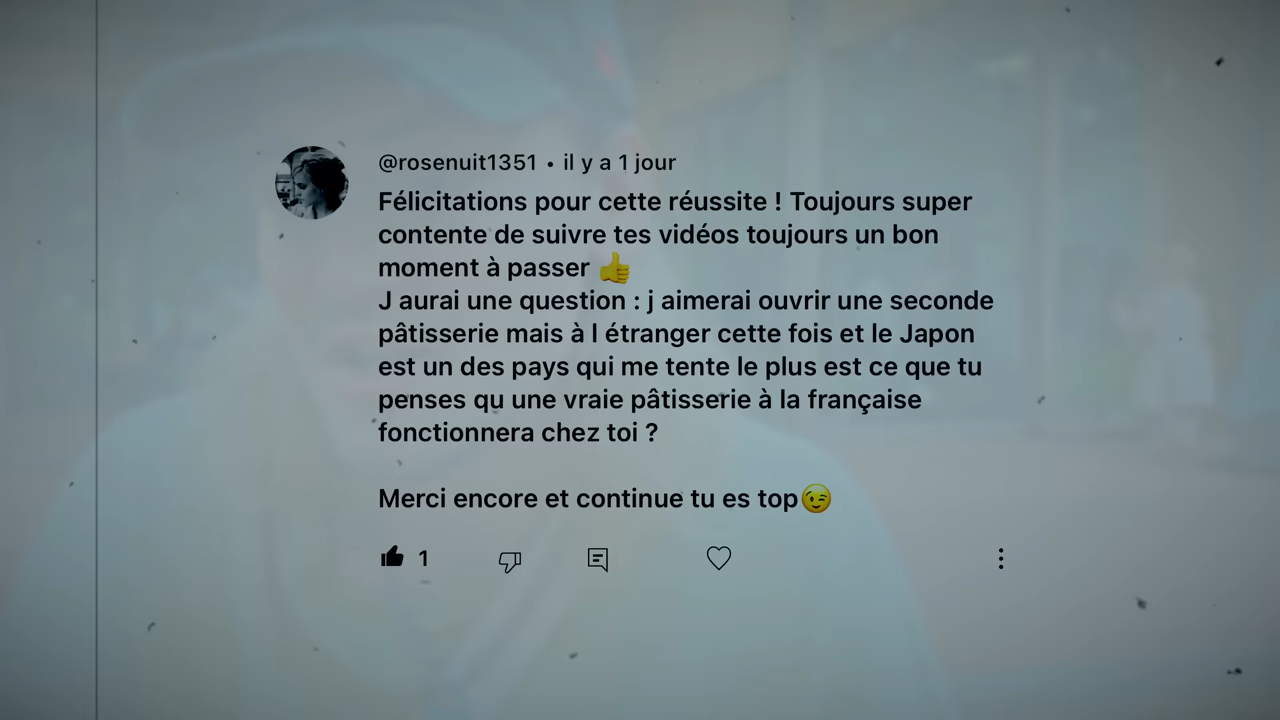 @rosenuit1351 • il y a 1 jour
Félicitations pour cette réussite ! Toujours super
contente de suivre tes vidéos toujours un bon
moment à passer 👍
J aurai une question : j aimerai ouvrir une seconde
pâtisserie mais à l étranger cette fois et le Japon
est un des pays qui me tente le plus est ce que tu
penses qu une vraie pâtisserie à la française
fonctionnera chez toi ?
Merci encore et continue tu es top😉
1